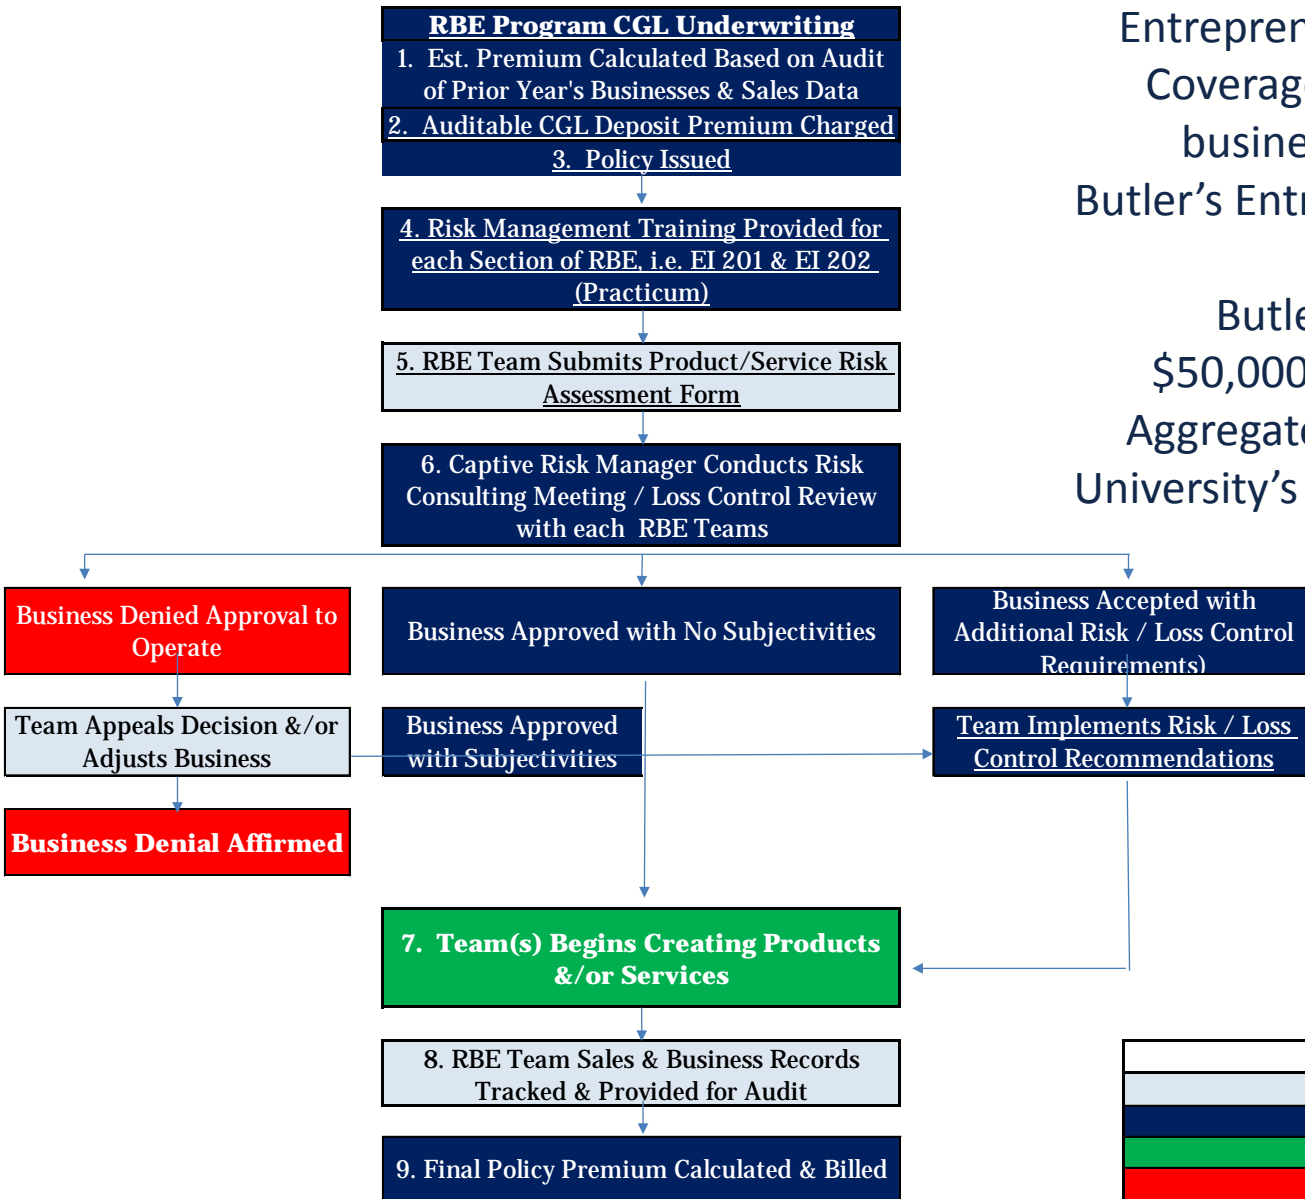 RBE Program CGL Underwriting
1. Est. Premium Calculated Based on Audit
of Prior Year's Businesses & Sales Data
2. Auditable CGL Deposit Premium Charged
3. Policy Issued
4. Risk Management Training Provided for
each Section of RBE, i.e. EI 201 & EI 202
(Practicum)
5. RBE Team Submits Product/Service Risk
Assessment Form
6. Captive Risk Manager Conducts Risk
Consulting Meeting / Loss Control Review
with each RBE Teams
Business Denied Approval to
Operate
Business Approved with No Subjectivities
Business Accepted with
Additional Risk / Loss Control
Requirements)
Team Appeals Decision &/or
Adjusts Business
Business Approved
with Subjectivities
Team Implements Risk / Loss
Control Recommendations
Business Denial Affirmed
7. Team(s) Begins Creating Products
&/or Services
8. RBE Team Sales & Business Records
Tracked & Provided for Audit
9. Final Policy Premium Calculated & Billed
Butler's
$50,000
University's